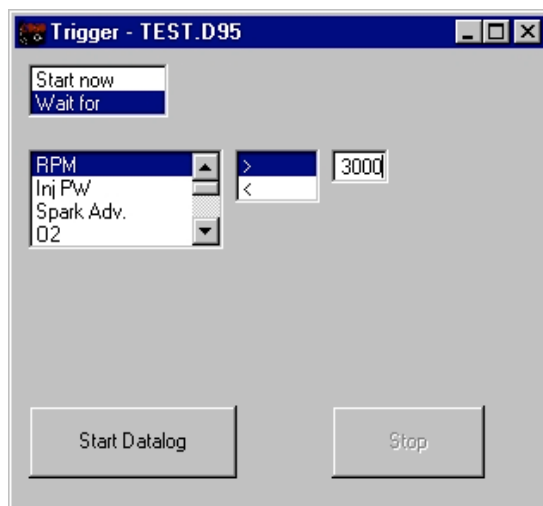 Trigger - TEST.D95
Start now
Wait for
RPM > 3000
Inj PW <
Spark Adv.
O2
Start Datalog Stop